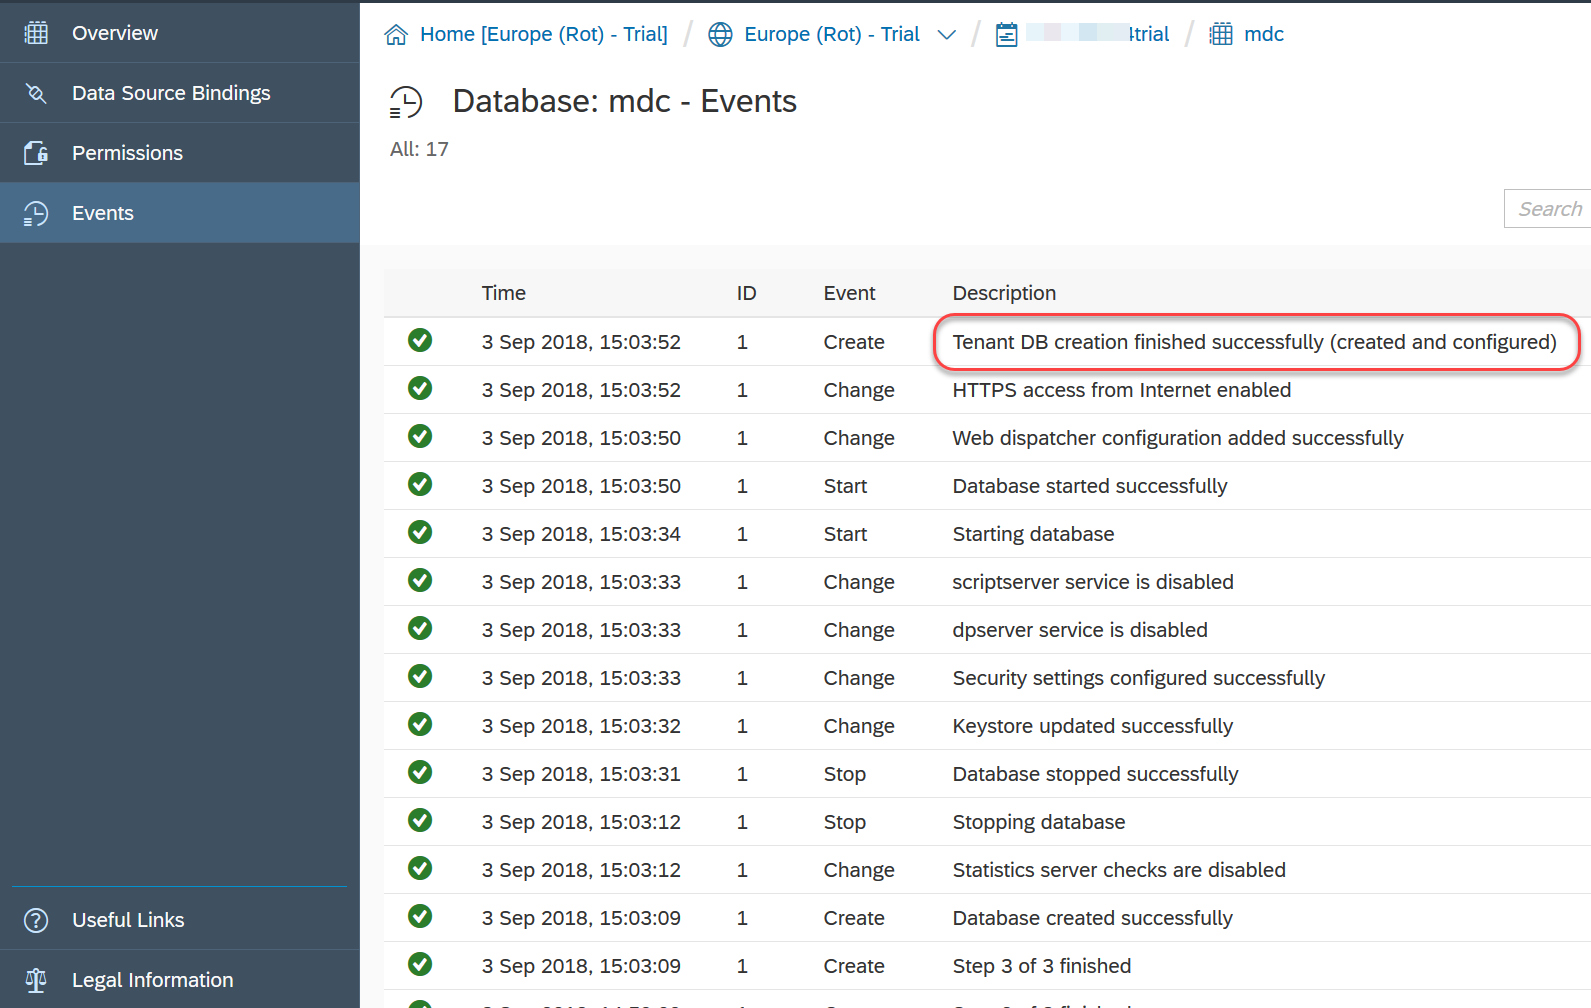 Overview
Data Source Bindings
Permissions
Events
Useful Links
Legal Information
Home [Europe (Rot) - Trial] / Europe (Rot) - Trial / trial / mdc
Database: mdc - Events
All: 17
Search
Time ID Event Description
3 Sep 2018, 15:03:52 1 Create Tenant DB creation finished successfully (created and configured)
3 Sep 2018, 15:03:52 1 Change HTTPS access from Internet enabled
3 Sep 2018, 15:03:50 1 Change Web dispatcher configuration added successfully
3 Sep 2018, 15:03:50 1 Start Database started successfully
3 Sep 2018, 15:03:34 1 Start Starting database
3 Sep 2018, 15:03:33 1 Change scriptserver service is disabled
3 Sep 2018, 15:03:33 1 Change dpserver service is disabled
3 Sep 2018, 15:03:33 1 Change Security settings configured successfully
3 Sep 2018, 15:03:32 1 Change Keystore updated successfully
3 Sep 2018, 15:03:31 1 Stop Database stopped successfully
3 Sep 2018, 15:03:12 1 Stop Stopping database
3 Sep 2018, 15:03:12 1 Change Statistics server checks are disabled
3 Sep 2018, 15:03:09 1 Create Database created successfully
3 Sep 2018, 15:03:09 1 Create Step 3 of 3 finished